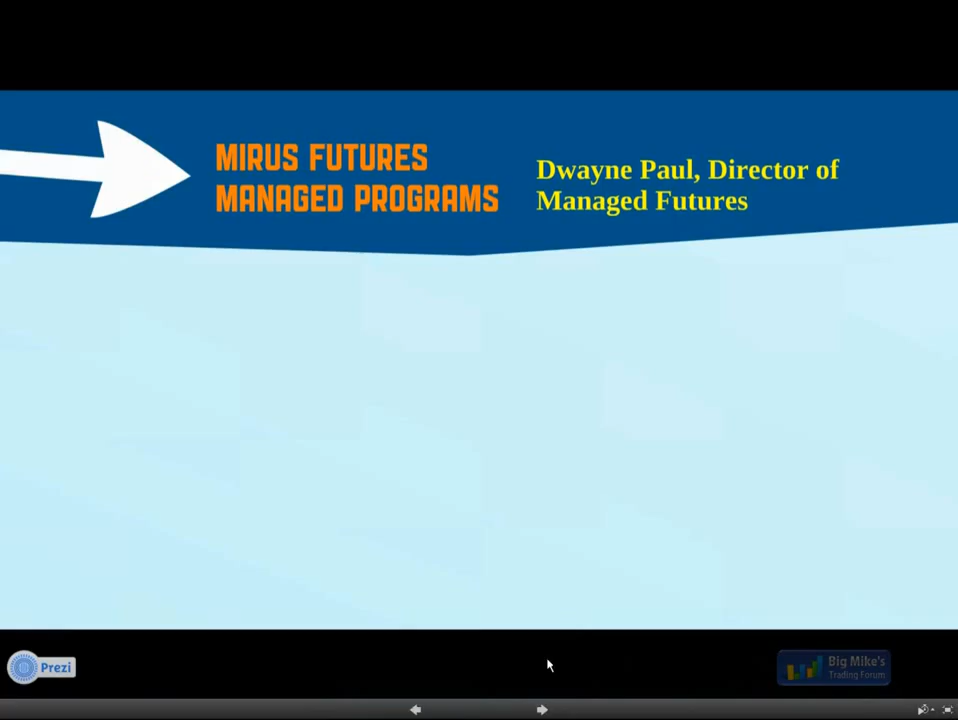 MIRUS FUTURES
MANAGED PROGRAMS
Dwayne Paul, Director of
Managed Futures
Prezi
Big Mike's
Trading Forum